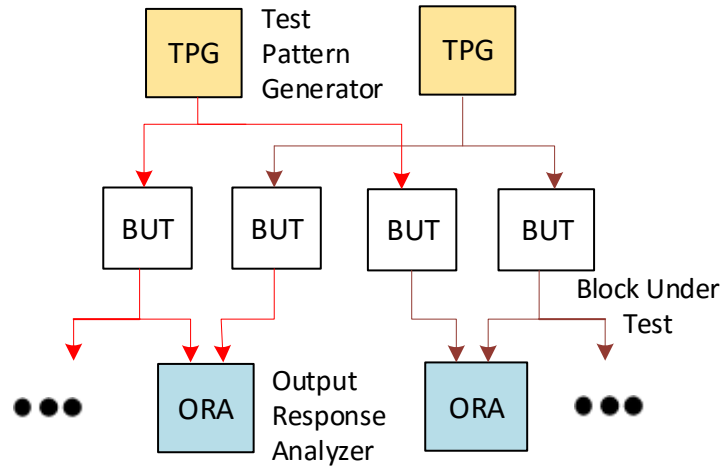 TPG
Test
Pattern
Generator
TPG
BUT
BUT
BUT
BUT
Block Under
Test
ORA
Output
Response
Analyzer
ORA